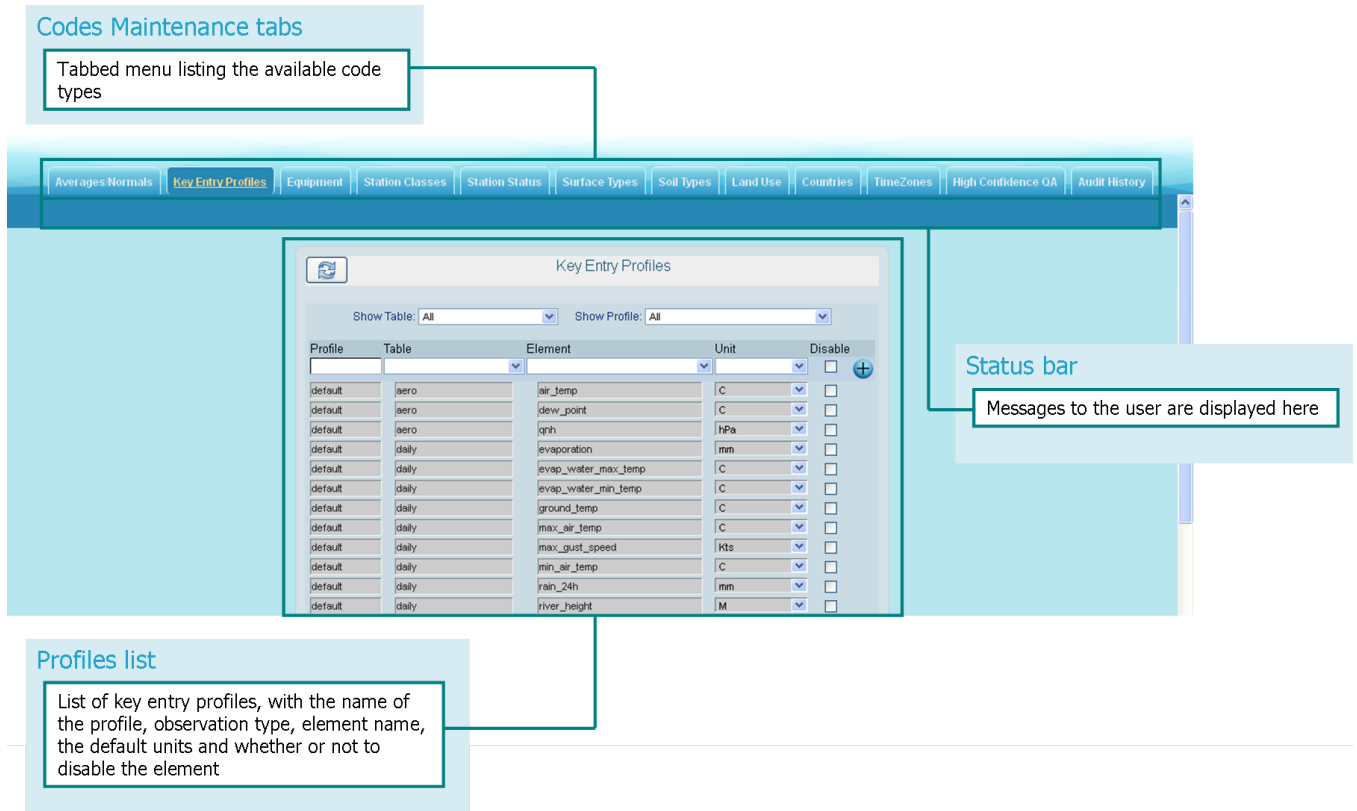 Codes Maintenance tabs
Tabbed menu listing the available code
types
Averages/Normals Key Entry Profiles Equipment Station Classes Station Status Surface Types Soil Types Land Use Countries TimeZones High Confidence QA Audit History
Key Entry Profiles
Show Table: All Show Profile: All
Profile Table Element Unit Disable
default aero air_temp C
default aero dew_point C
default aero qnh hPa
default daily evaporation mm
default daily evap_water_max_temp C
default daily evap_water_min_temp C
default daily ground_temp C
default daily max_air_temp C
default daily max_gust_speed Kts
default daily min_air_temp C
default daily rain_24h mm
default daily river_height M
Status bar
Messages to the user are displayed here
Profiles list
List of key entry profiles, with the name of
the profile, observation type, element name,
the default units and whether or not to
disable the element